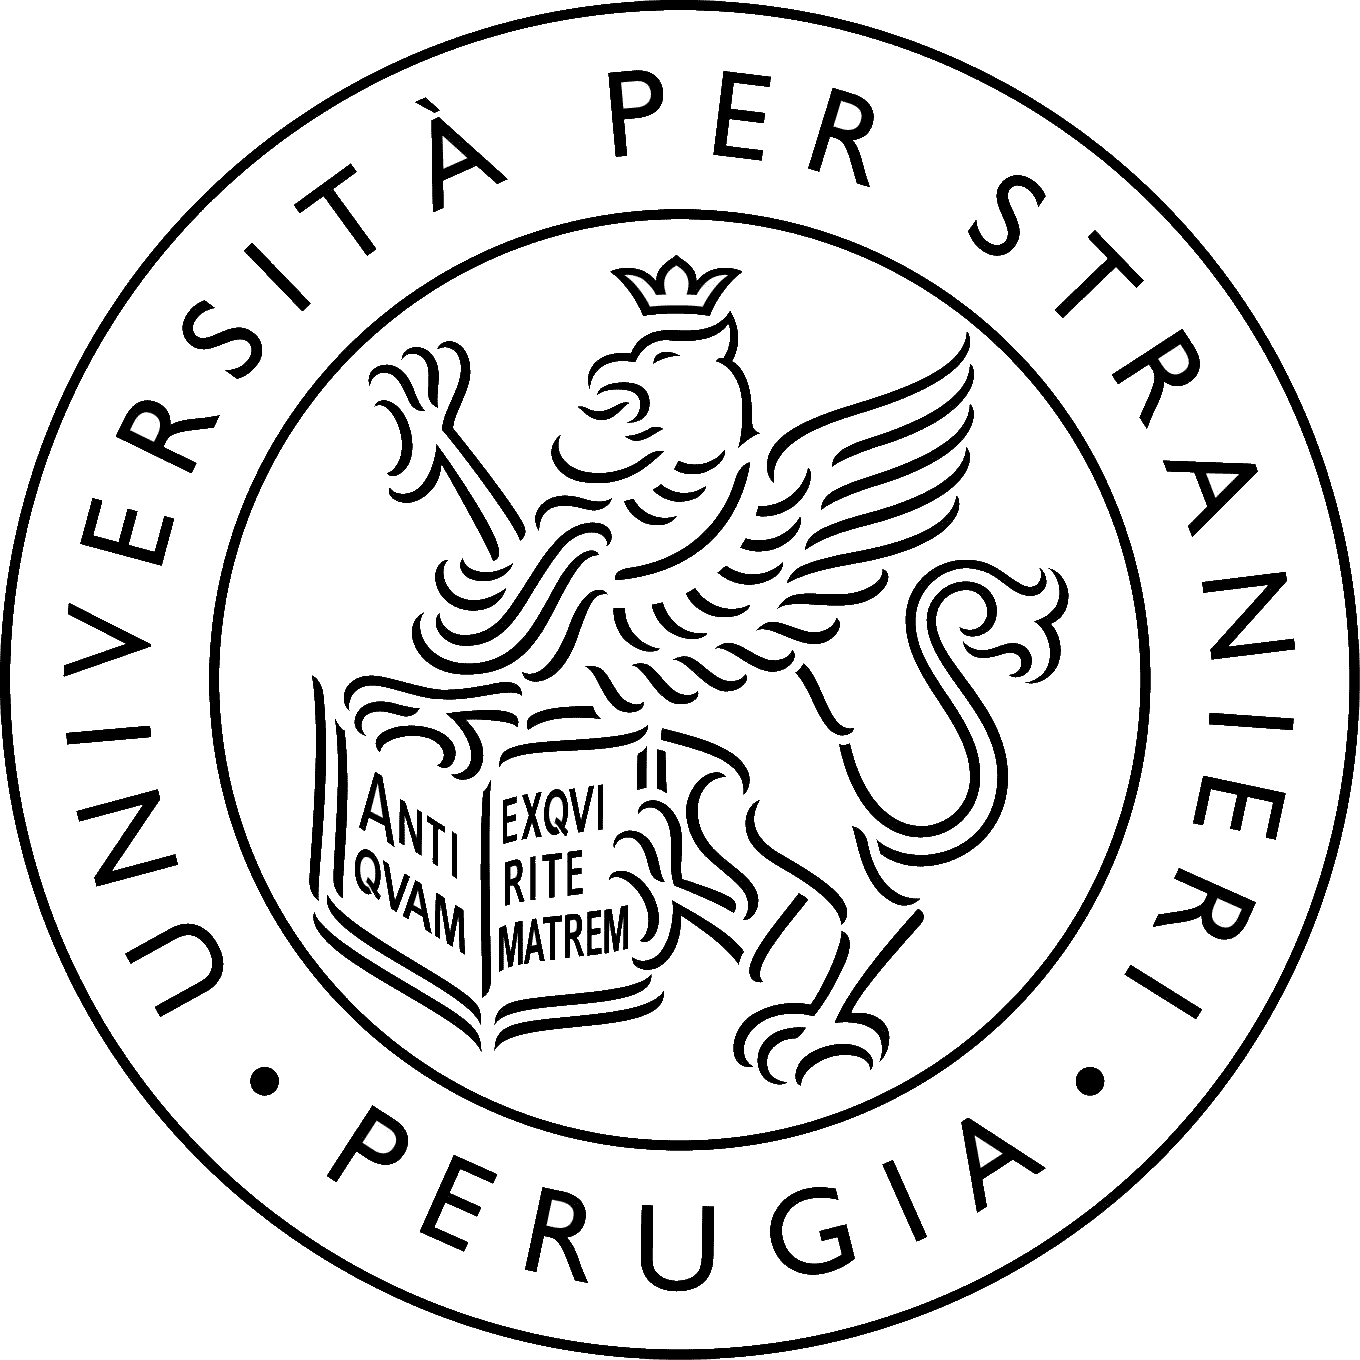 UNIVERSITÀ PER STRANIERI
• PERUGIA •
ANTI
QVAM
EXQVI
RITE
MATREM